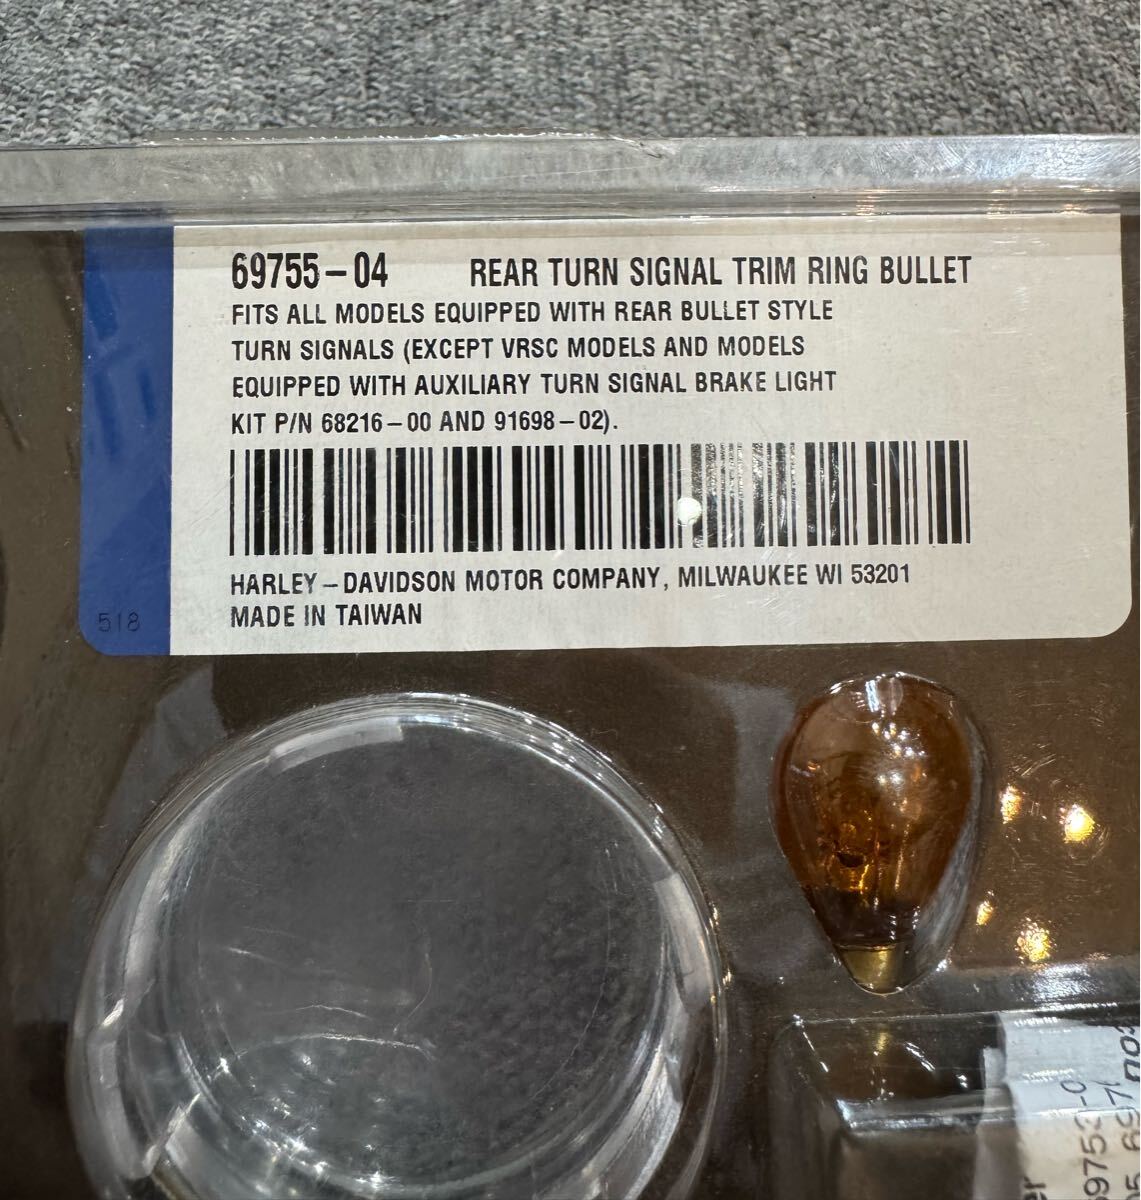 69755-04 REAR TURN SIGNAL TRIM RING BULLET
FITS ALL MODELS EQUIPPED WITH REAR BULLET STYLE
TURN SIGNALS (EXCEPT VRSC MODELS AND MODELS
EQUIPPED WITH AUXILIARY TURN SIGNAL BRAKE LIGHT
KIT P/N 68216-00 AND 91698-02).
HARLEY-DAVIDSON MOTOR COMPANY, MILWAUKEE WI 53201
MADE IN TAIWAN
518